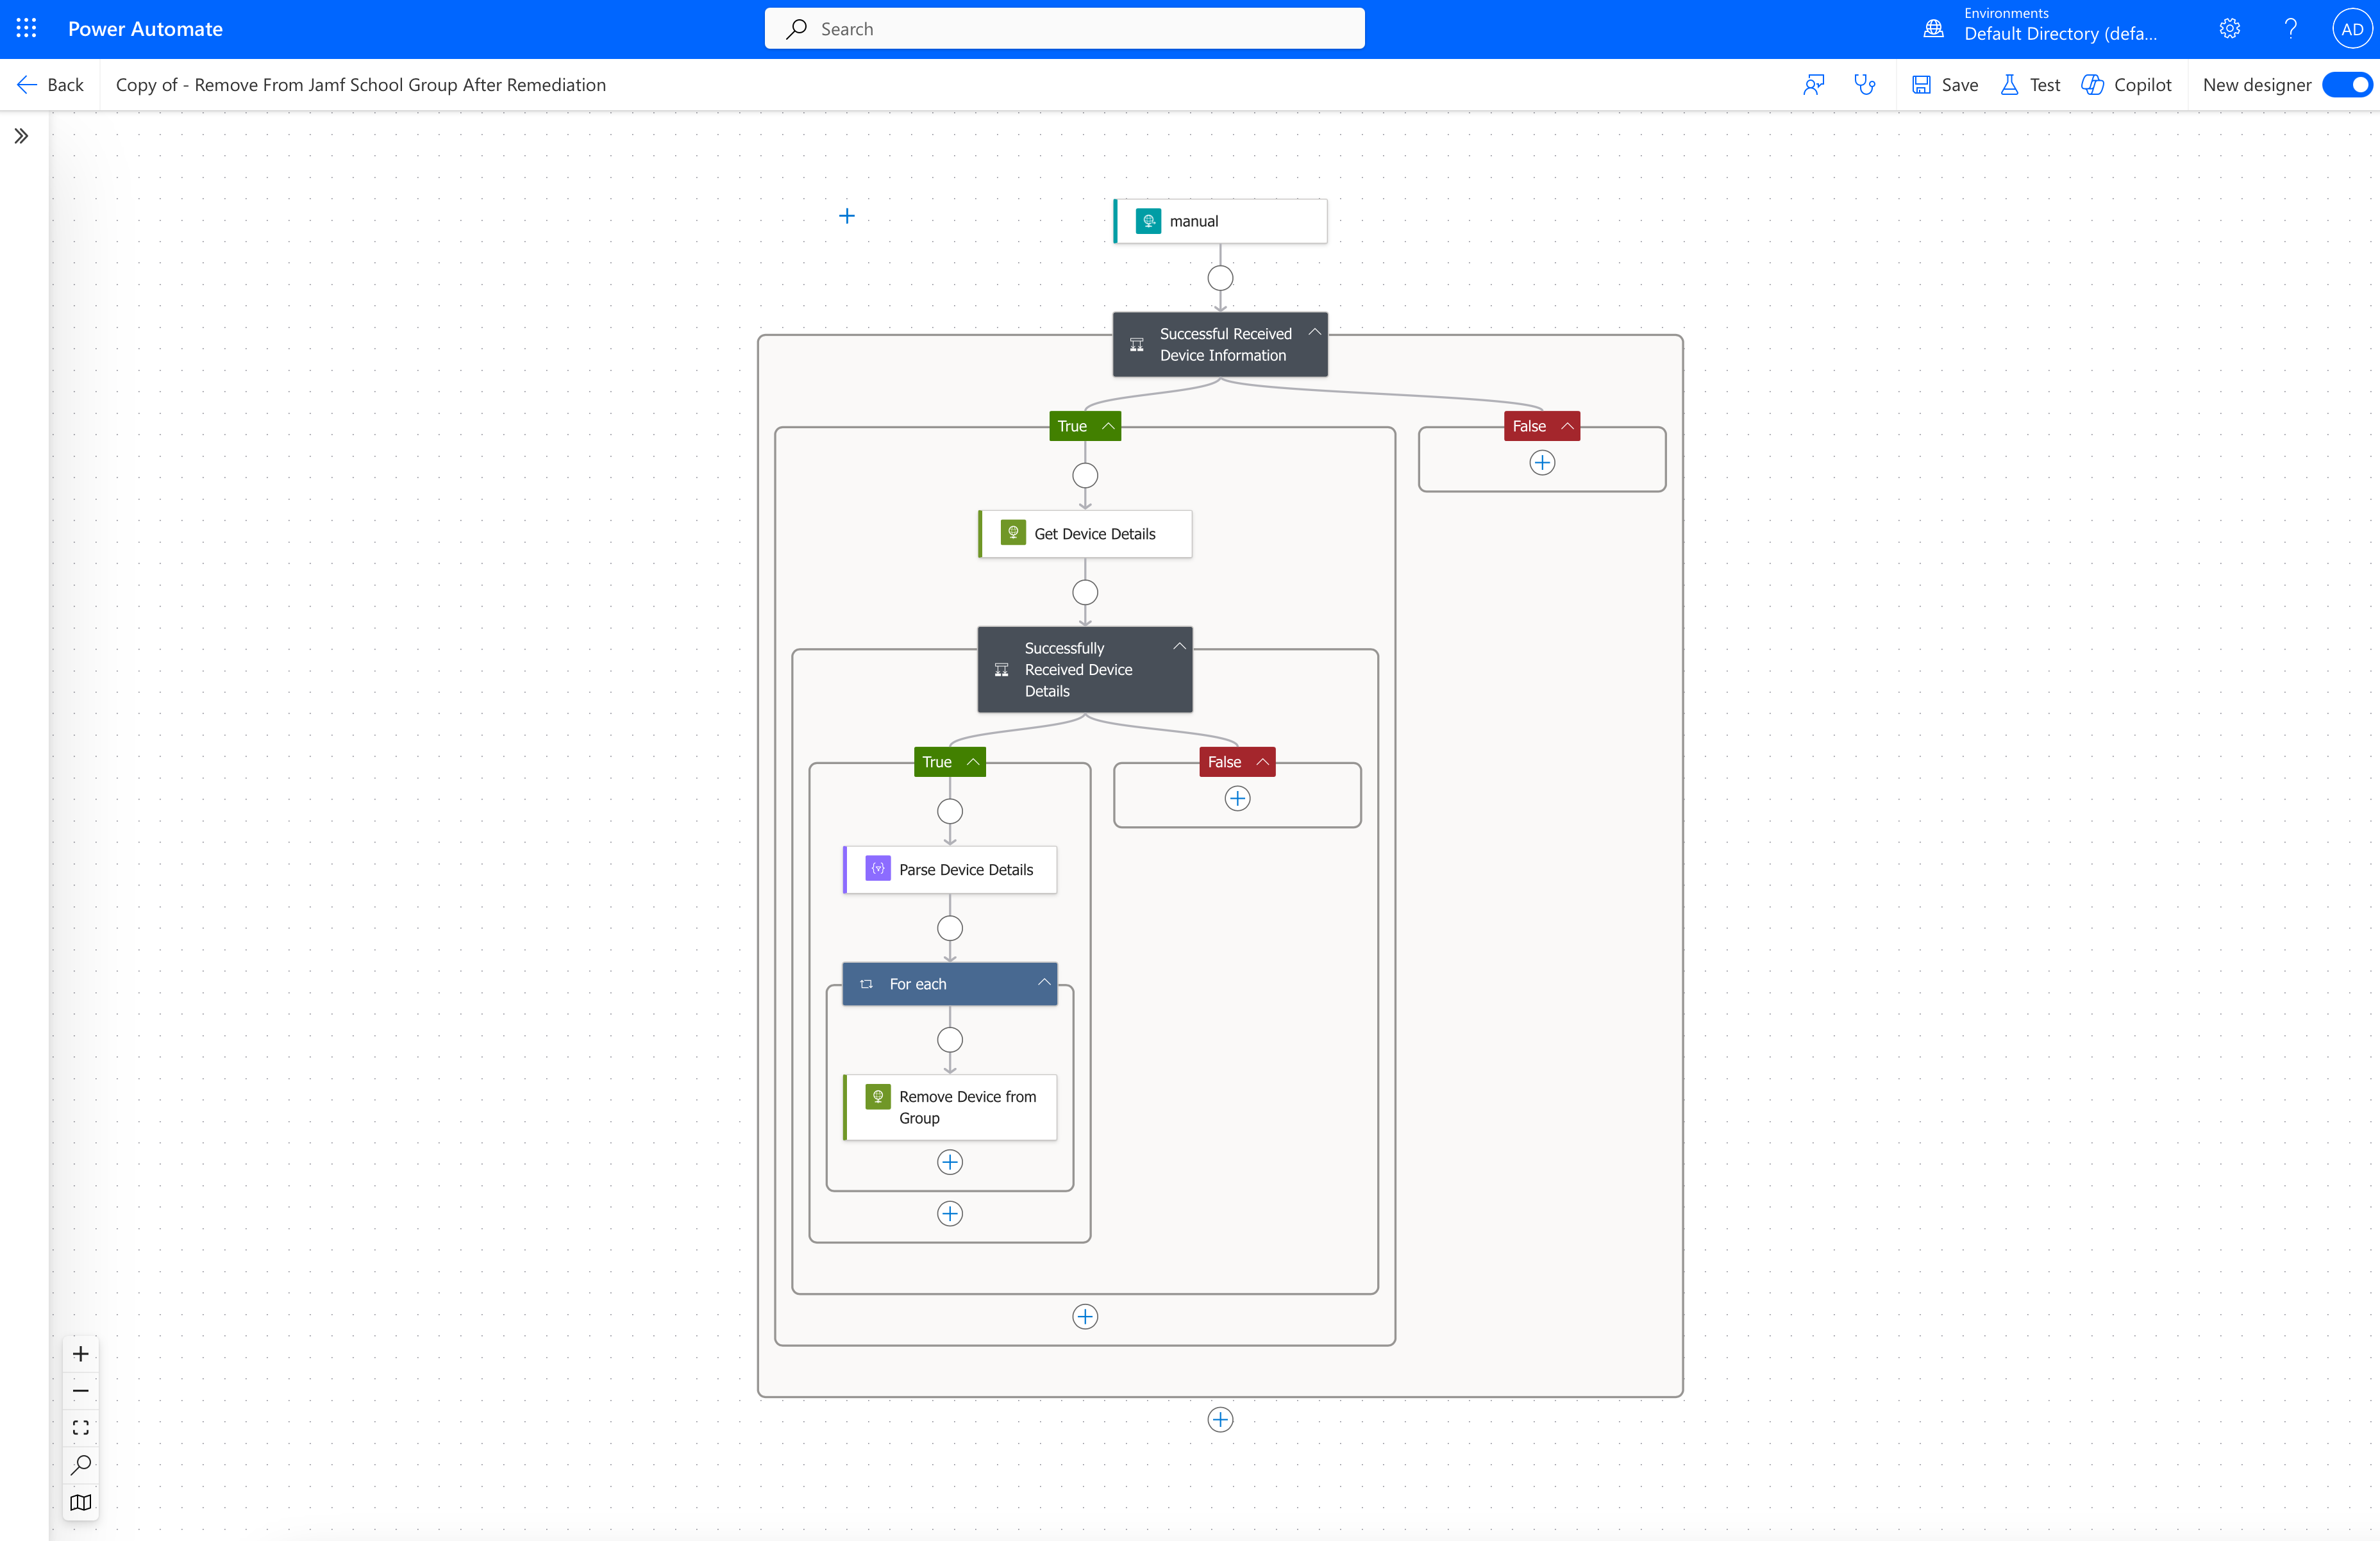 Power Automate
Search
Environments
Default Directory (defa...
?
AD
Back
Copy of - Remove From Jamf School Group After Remediation
Save
Test
Copilot
New designer
manual
Successful Received
Device Information
True
False
Get Device Details
Successfully
Received Device
Details
True
False
Parse Device Details
For each
Remove Device from
Group